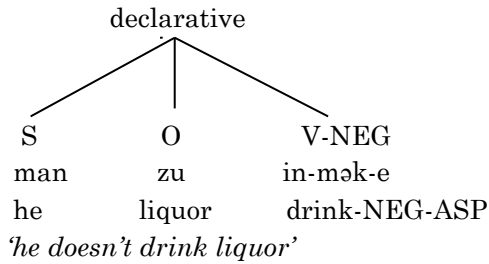 declarative
S O V-NEG
man zu in-mək-e
he liquor drink-NEG-ASP
‘he doesn’t drink liquor’